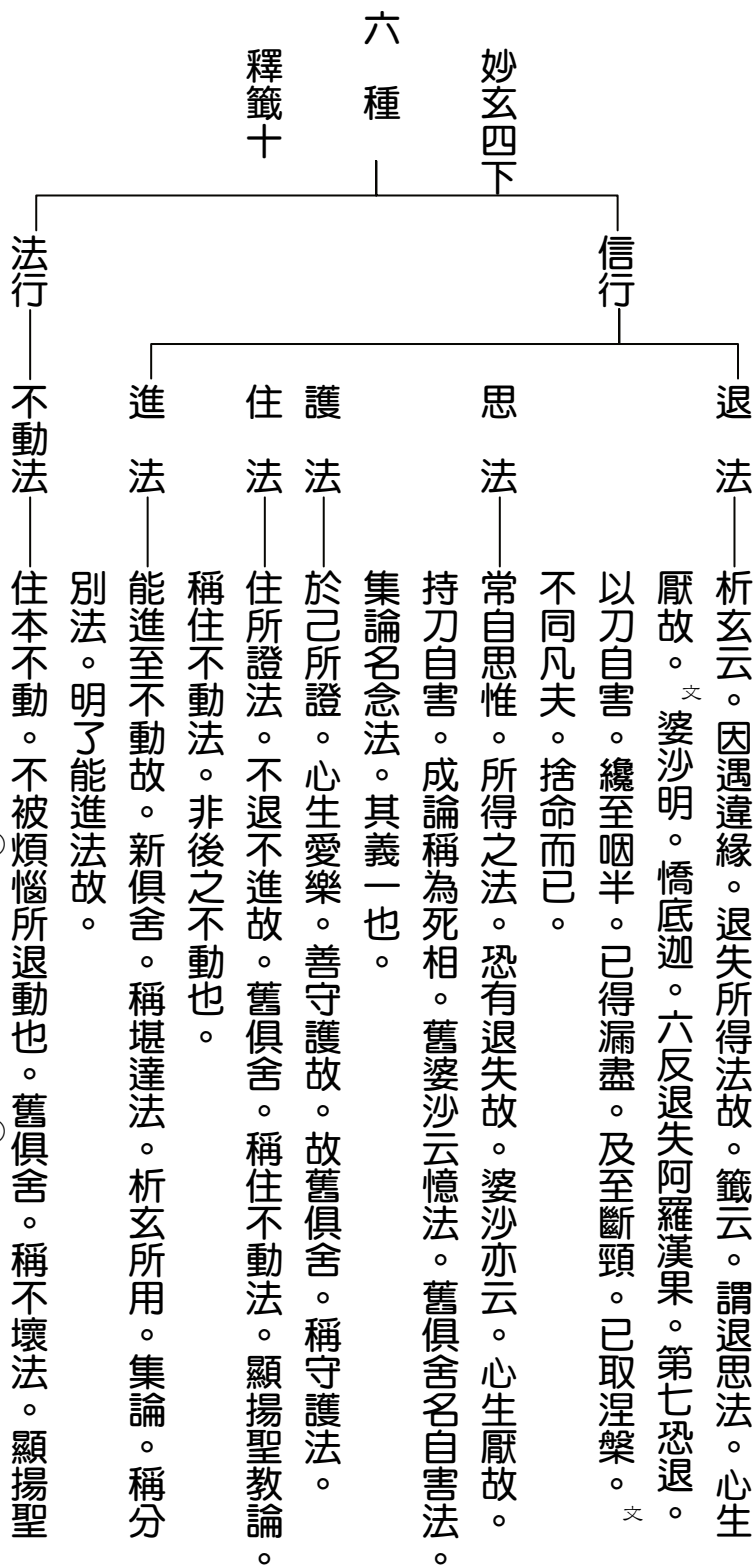 妙玄四下
六種
釋籤十
信行
退法
析玄云。因遇違緣。退失所得法故。籤云。謂退思法。心生
厭故。文 婆沙明。憍底迦。六反退失阿羅漢果。第七恐退。
以刀自害。纔至咽半。已得漏盡。及至斷頸。已取涅槃。文
不同凡夫。捨命而已。
思法
常自思惟。所得之法。恐有退失故。婆沙亦云。心生厭故。
持刀自害。成論稱為死相。舊婆沙云憶法。舊俱舍名自害法。
集論名念法。其義一也。
護法
於己所證。心生愛樂。善守護故。故舊俱舍。稱守護法。
住法
住所證法。不退不進故。舊俱舍。稱住不動法。顯揚聖教論。
稱住不動法。非後之不動也。
進法
能進至不動故。新俱舍。稱堪達法。析玄所用。集論。稱分
別法。明了能進法故。
法行
不動法
住本不動。不被煩惱所退動也。舊俱舍。稱不壞法。顯揚聖